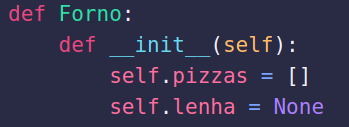 def Forno:
    def __init__(self):
        self.pizzas = []
        self.lenha = None